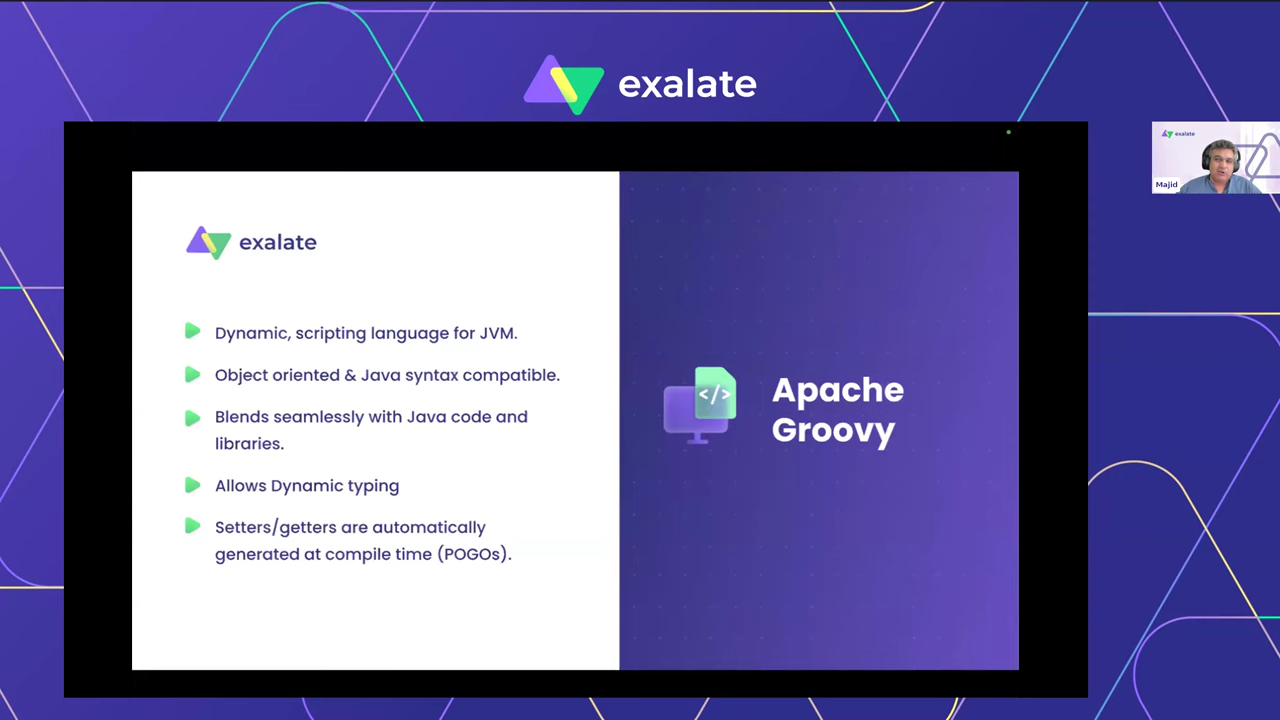 exalate
exalate
Majid
exalate
Dynamic, scripting language for JVM.
Object oriented & Java syntax compatible.
Blends seamlessly with Java code and
libraries.
Allows Dynamic typing
Setters/getters are automatically
generated at compile time (POGOs).
</>
Apache
Groovy